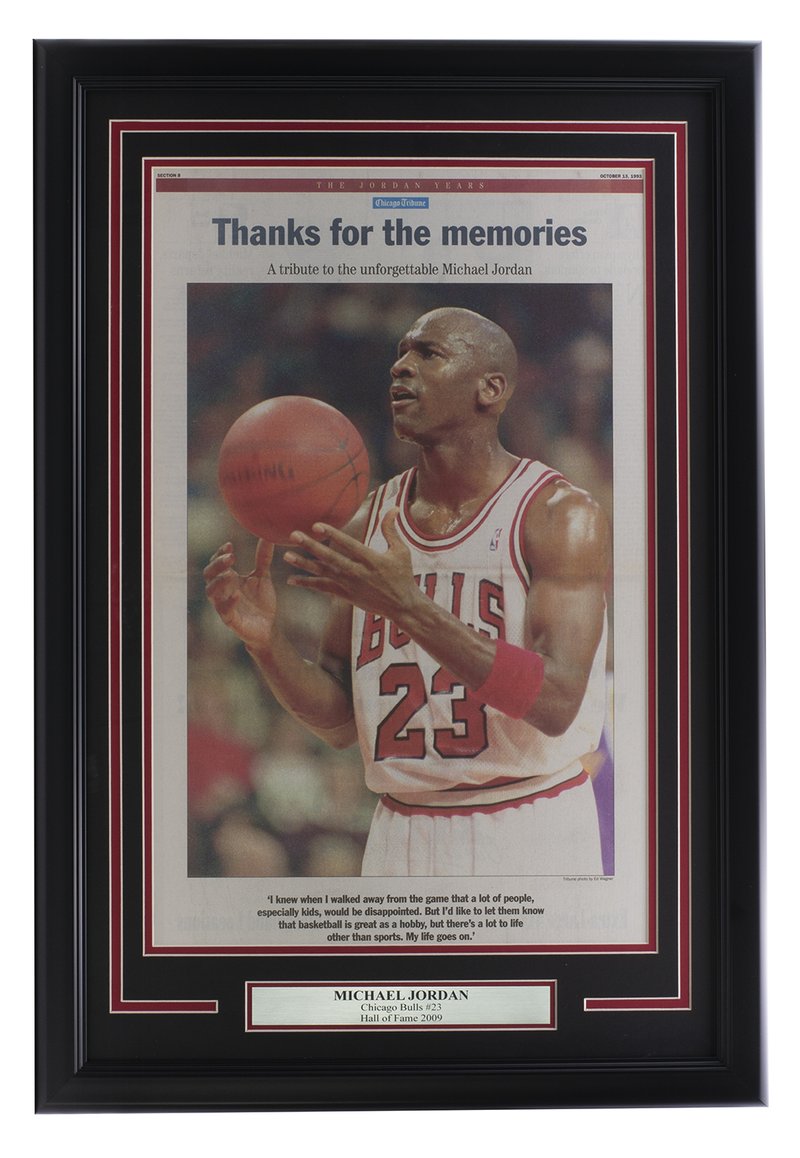 SECTION 8
OCTOBER 13, 1993
THE JORDAN YEARS
Chicago Tribune
Thanks for the memories
A tribute to the unforgettable Michael Jordan
BULLS
23
Tribune photo by Ed Wagner
‘I knew when I walked away from the game that a lot of people,
especially kids, would be disappointed. But I’d like to let them know
that basketball is great as a hobby, but there’s a lot to life
other than sports. My life goes on.’
MICHAEL JORDAN
Chicago Bulls #23
Hall of Fame 2009